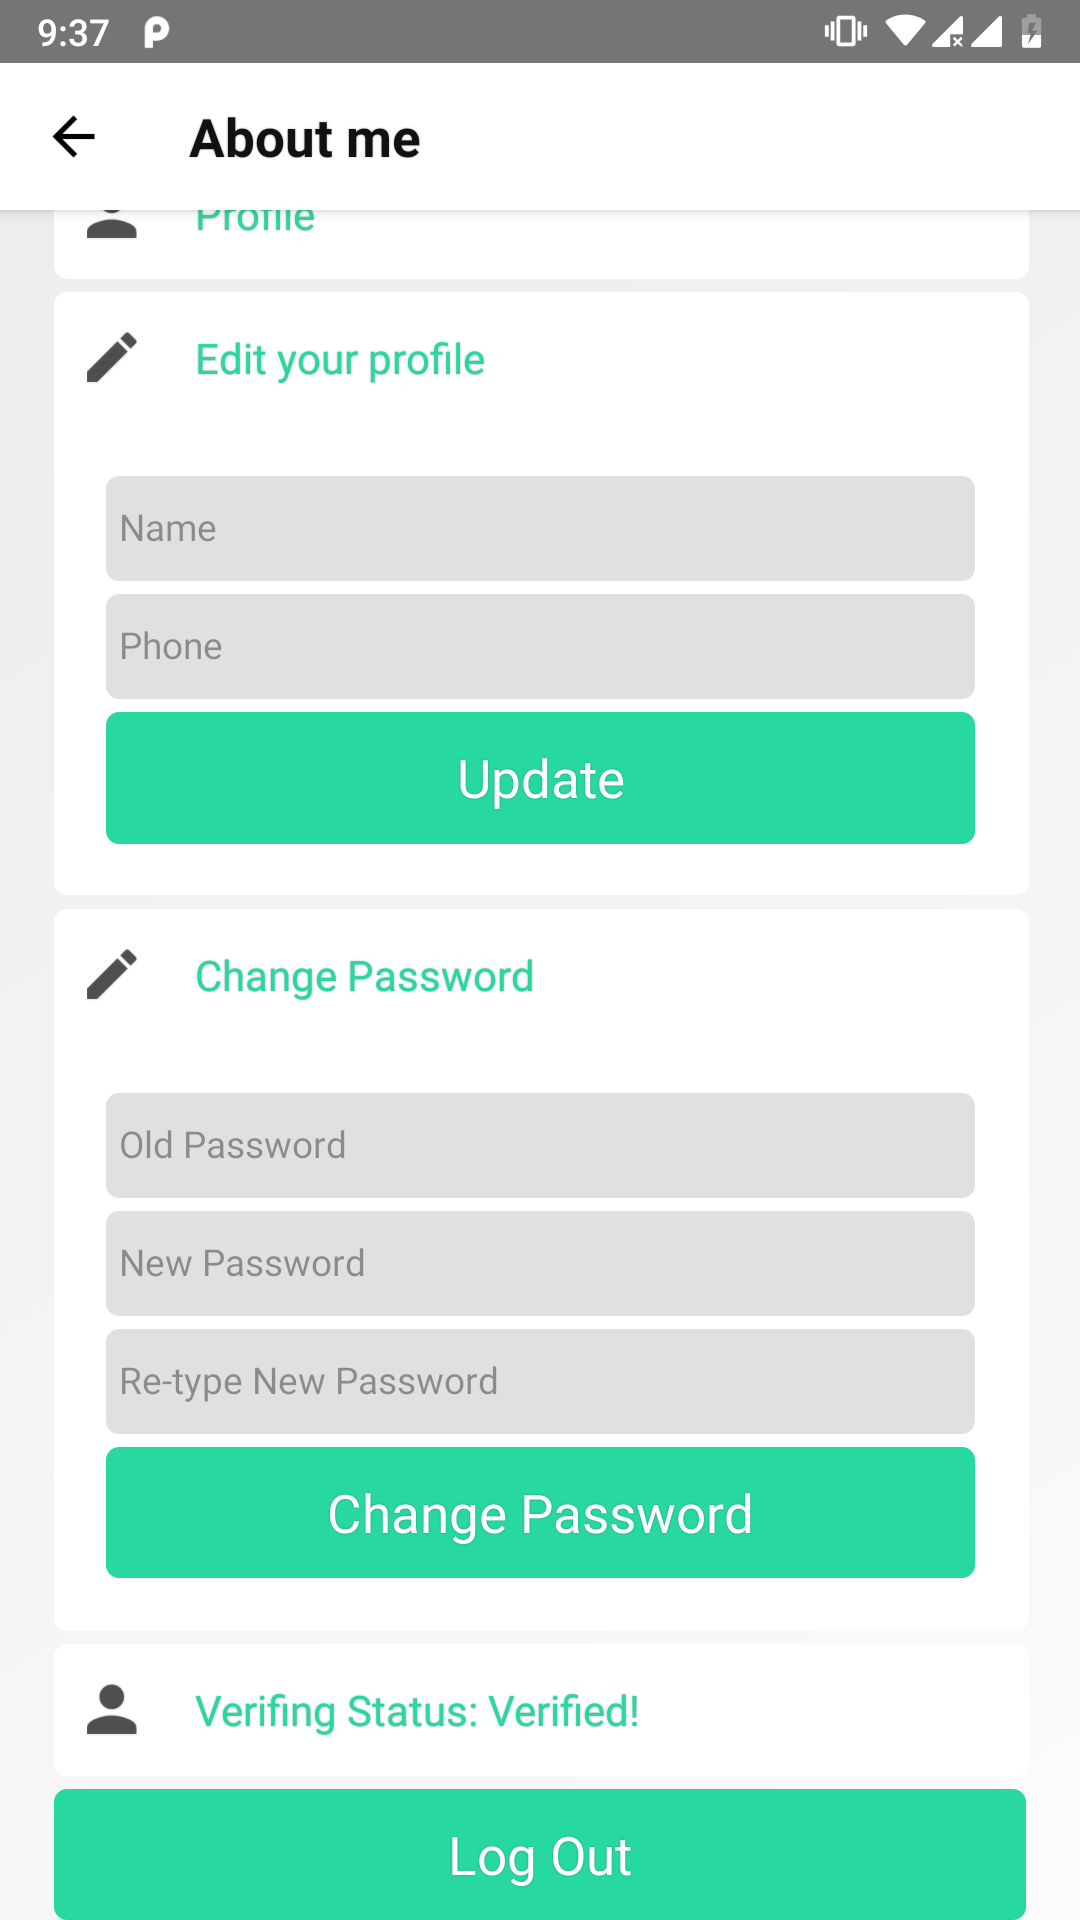 9:37
About me
Profile
Edit your profile
Name
Phone
Update
Change Password
Old Password
New Password
Re-type New Password
Change Password
Verifing Status: Verified!
Log Out